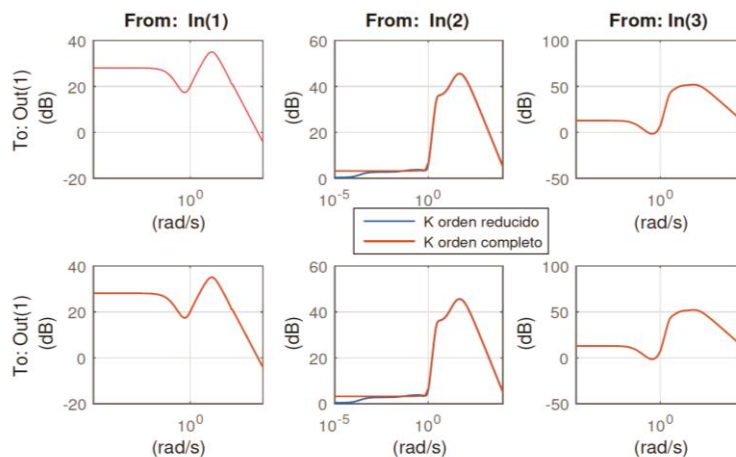 From: In(1)
From: In(2)
From: In(3)
To: Out(1)
(dB)
40
20
0
-20
10^0
(rad/s)
(dB)
60
40
20
0
10^-5
10^0
(rad/s)
(dB)
100
50
0
-50
10^0
(rad/s)
K orden reducido
K orden completo
To: Out(1)
(dB)
40
20
0
-20
10^0
(rad/s)
(dB)
60
40
20
0
10^-5
10^0
(rad/s)
(dB)
100
50
0
-50
10^0
(rad/s)